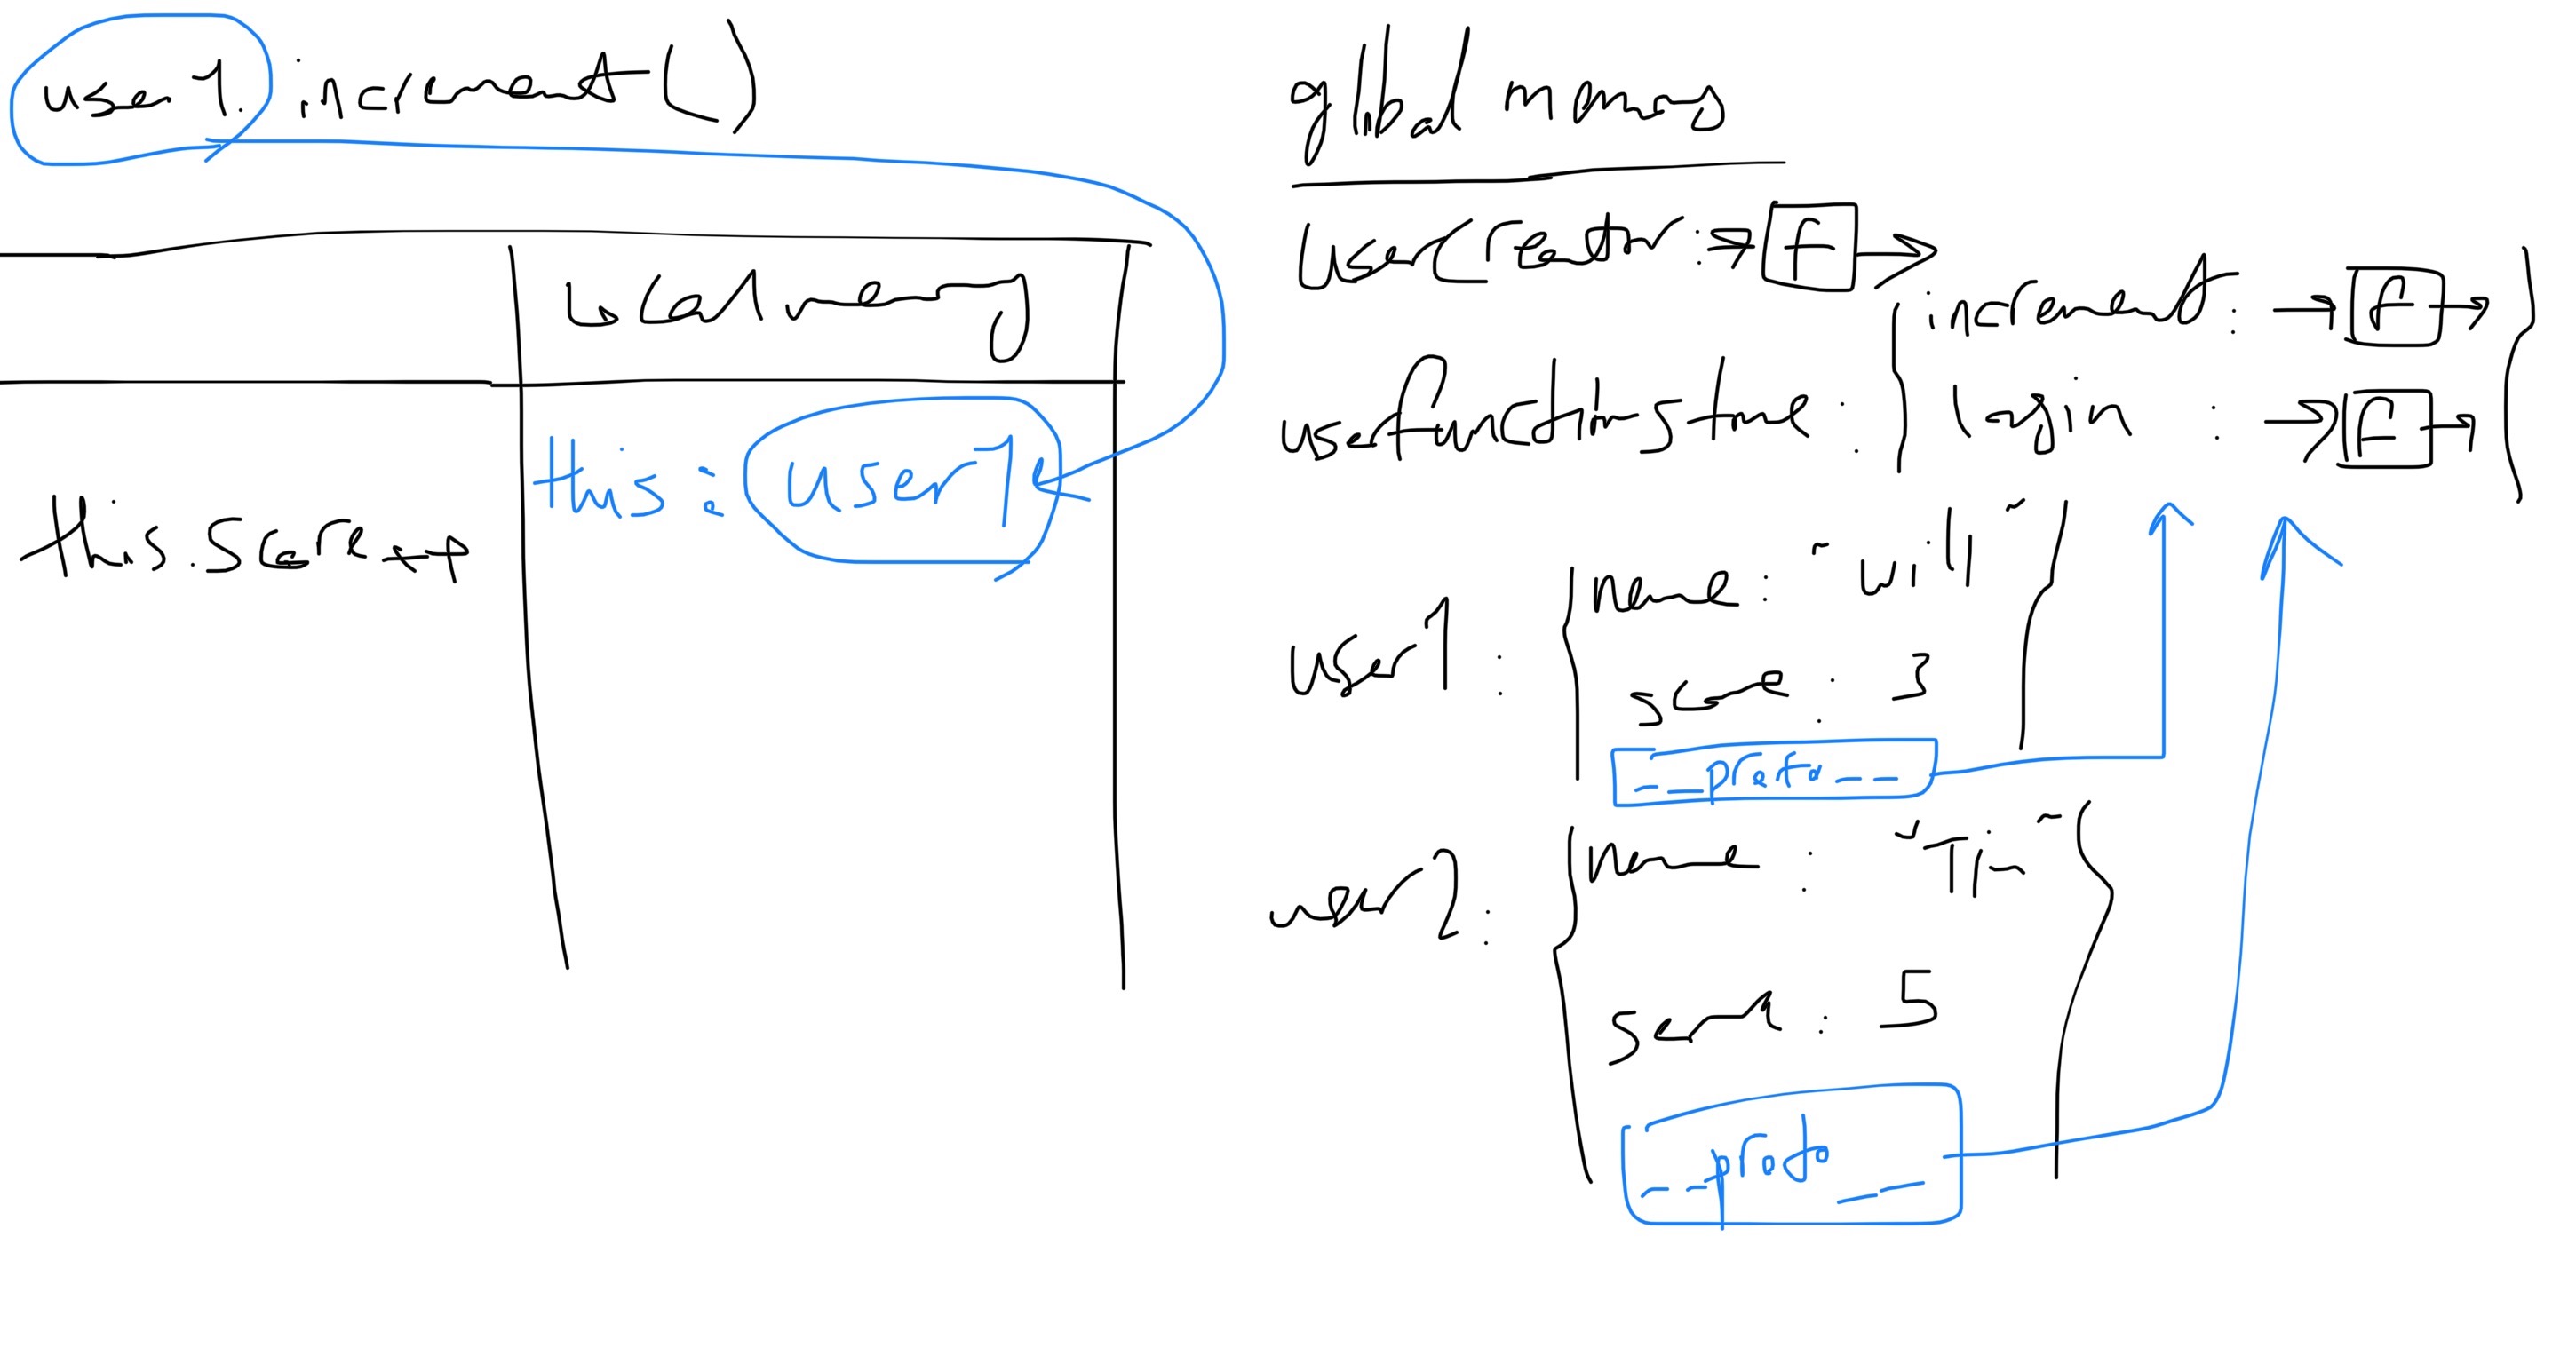 user1. increment()
local memory
this : user1
this.score++
global memory
userCreator : f
increment : f
userfunctionstore :
login : f
name : "will"
user1 :
score : 3
__proto__
name : "Tim"
user2 :
score : 5
__proto__